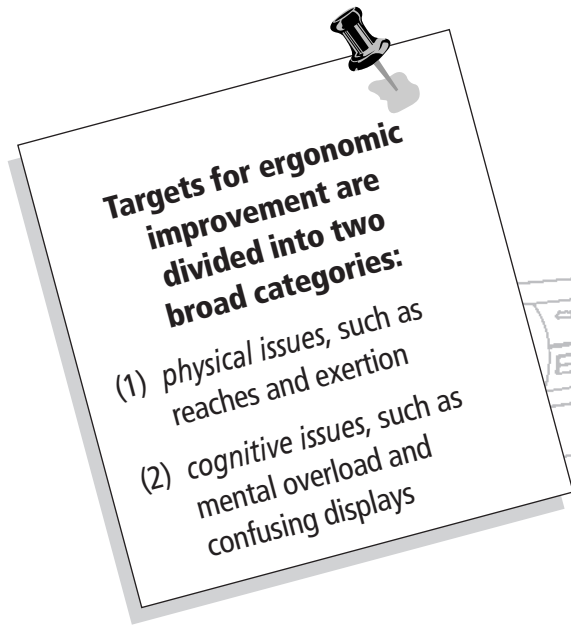 Targets for ergonomic
improvement are
divided into two
broad categories:
(1) physical issues, such as
reaches and exertion
(2) cognitive issues, such as
mental overload and
confusing displays